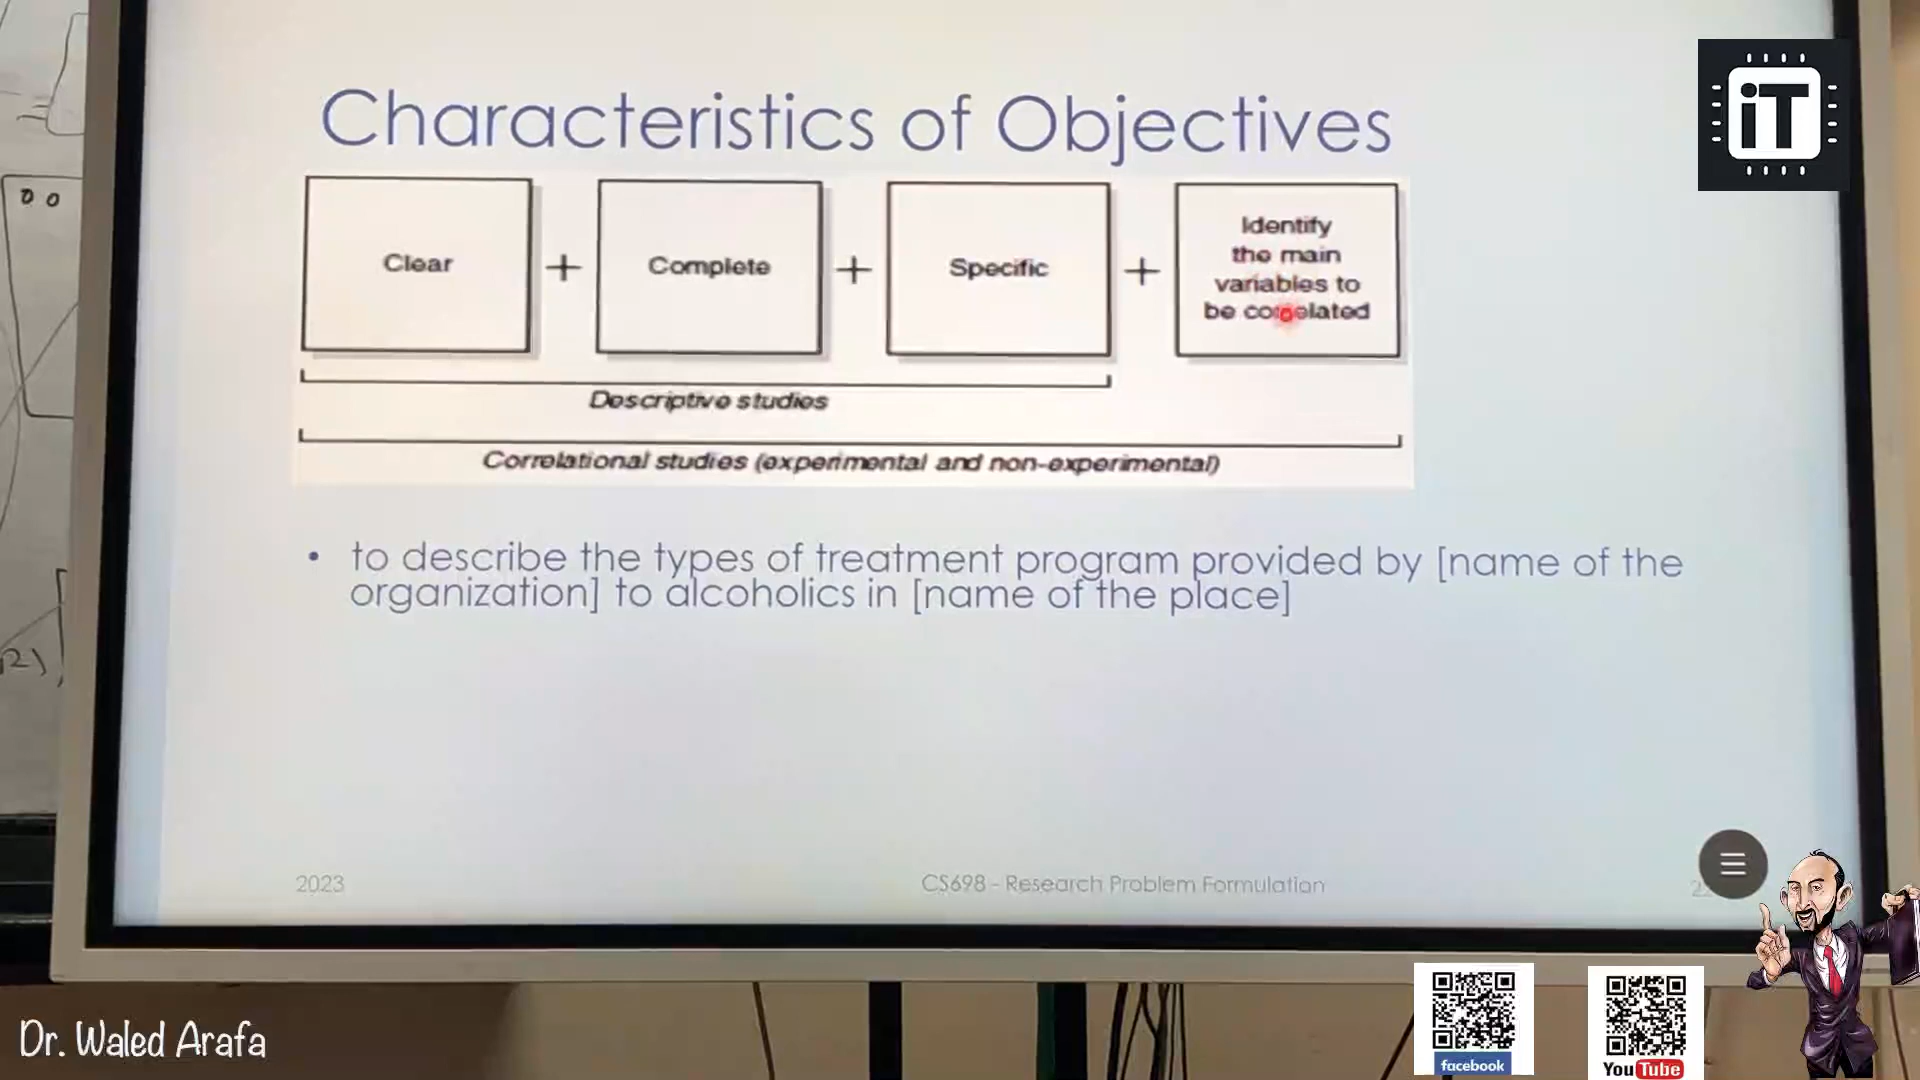 Characteristics of Objectives
iT
Clear
+
Complete
+
Specific
+
Identify
the main
variables to
be correlated
Descriptive studies
Correlational studies (experimental and non-experimental)
• to describe the types of treatment program provided by [name of the
organization] to alcoholics in [name of the place]
2023
CS698 - Research Problem Formulation
Dr. Waled Arafa
facebook
YouTube